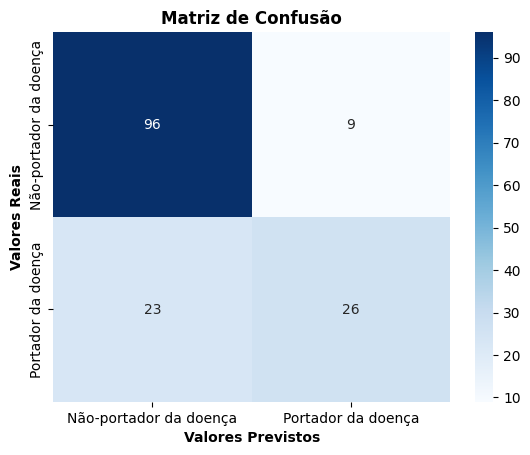 Matriz de Confusão
Valores Reais
Não-portador da doença
Portador da doença
96
9
23
26
Não-portador da doença
Portador da doença
Valores Previstos
90
80
70
60
50
40
30
20
10